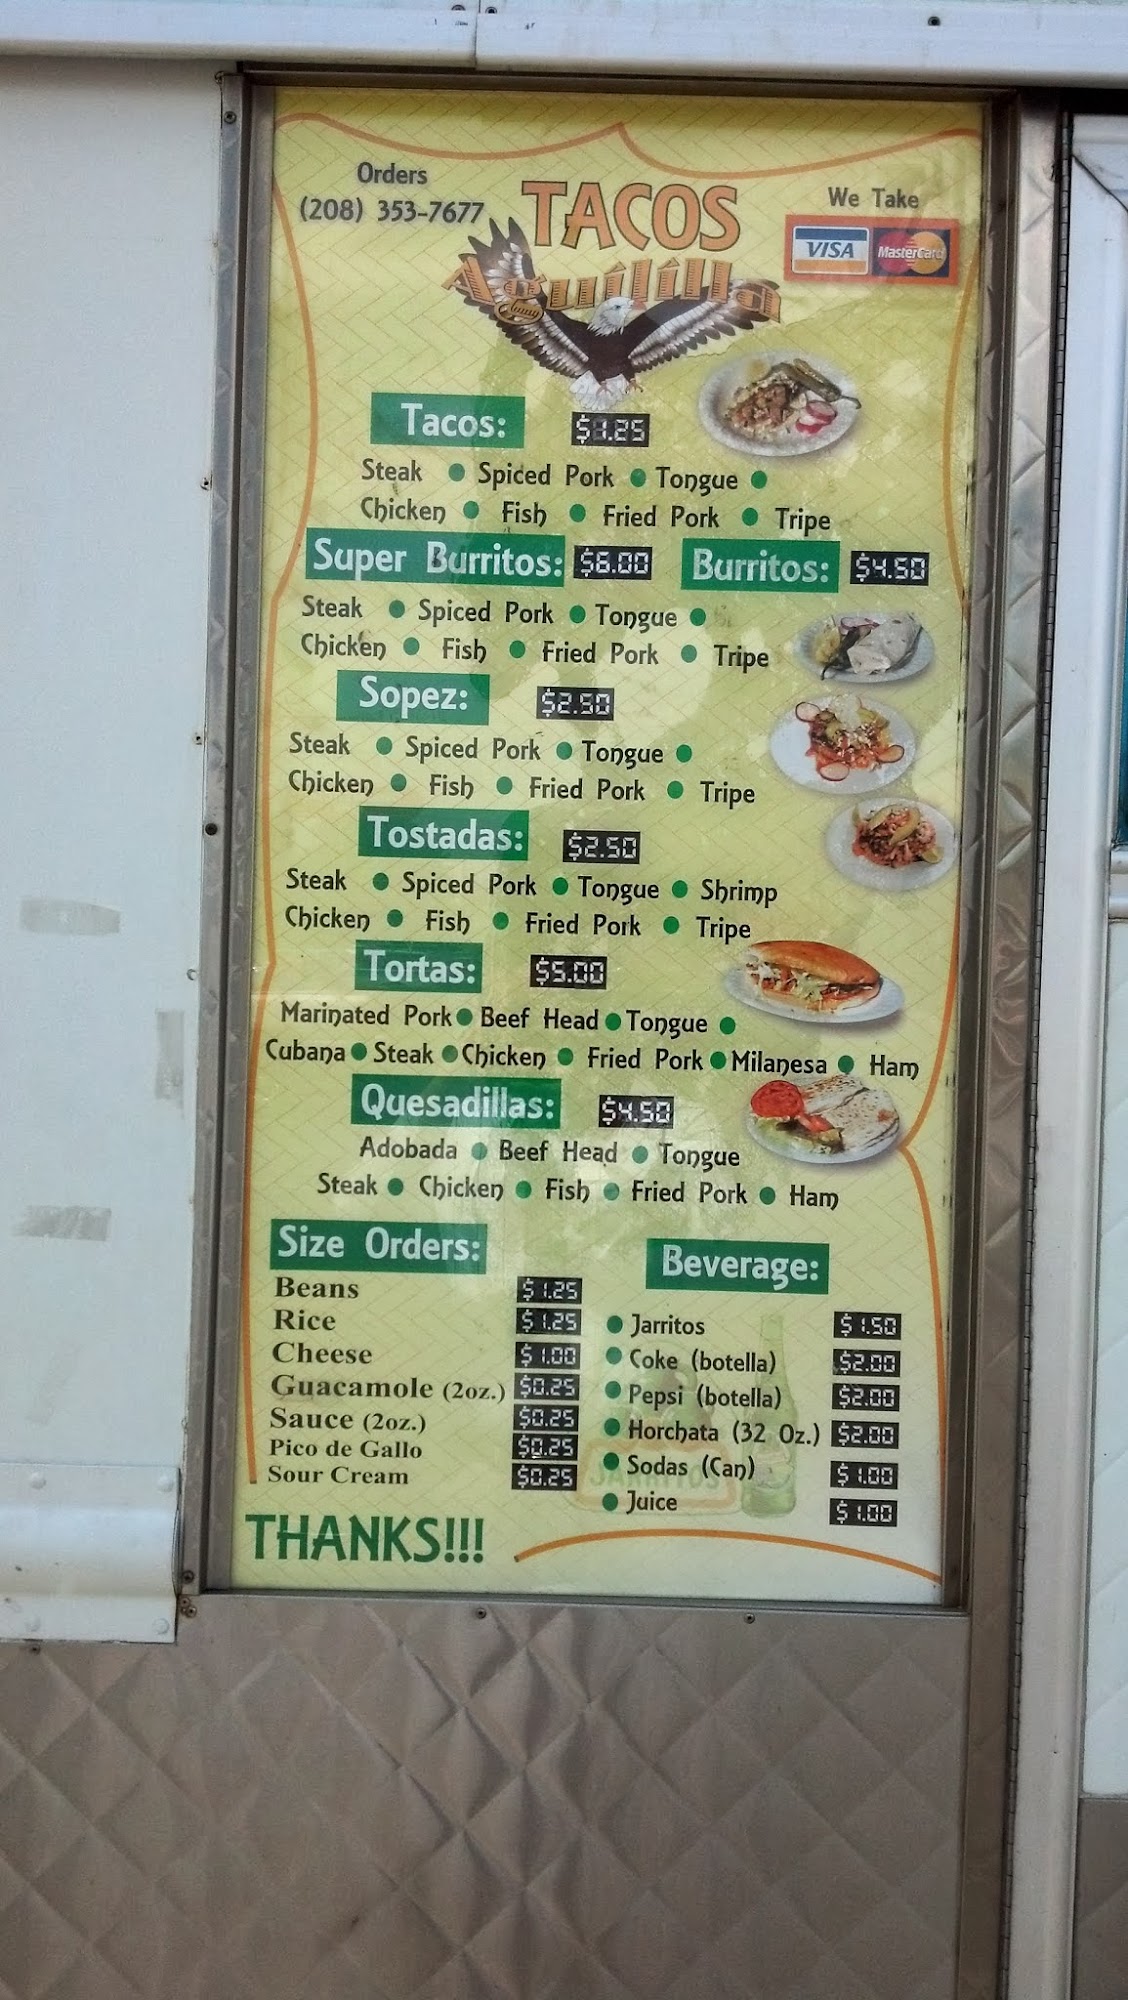 Orders
(208) 353-7677
TACOS
Aguililla
We Take
VISA MasterCard
Tacos: $1.25
Steak • Spiced Pork • Tongue •
Chicken • Fish • Fried Pork • Tripe
Super Burritos: $6.00 Burritos: $4.50
Steak • Spiced Pork • Tongue •
Chicken • Fish • Fried Pork • Tripe
Sopez: $2.50
Steak • Spiced Pork • Tongue •
Chicken • Fish • Fried Pork • Tripe
Tostadas: $2.50
Steak • Spiced Pork • Tongue • Shrimp
Chicken • Fish • Fried Pork • Tripe
Tortas: $5.00
Marinated Pork • Beef Head • Tongue •
Cubana • Steak • Chicken • Fried Pork • Milanesa • Ham
Quesadillas: $4.50
Adobada • Beef Head • Tongue
Steak • Chicken • Fish • Fried Pork • Ham
Size Orders:
Beans $1.25
Rice $1.25
Cheese $1.00
Guacamole (2oz.) $0.25
Sauce (2oz.) $0.25
Pico de Gallo $0.25
Sour Cream $0.25
Beverage:
• Jarritos $1.50
• Coke (botella) $2.00
• Pepsi (botella) $2.00
• Horchata (32 Oz.) $2.00
• Sodas (Can) $1.00
• Juice $1.00
JARRITOS
THANKS!!!